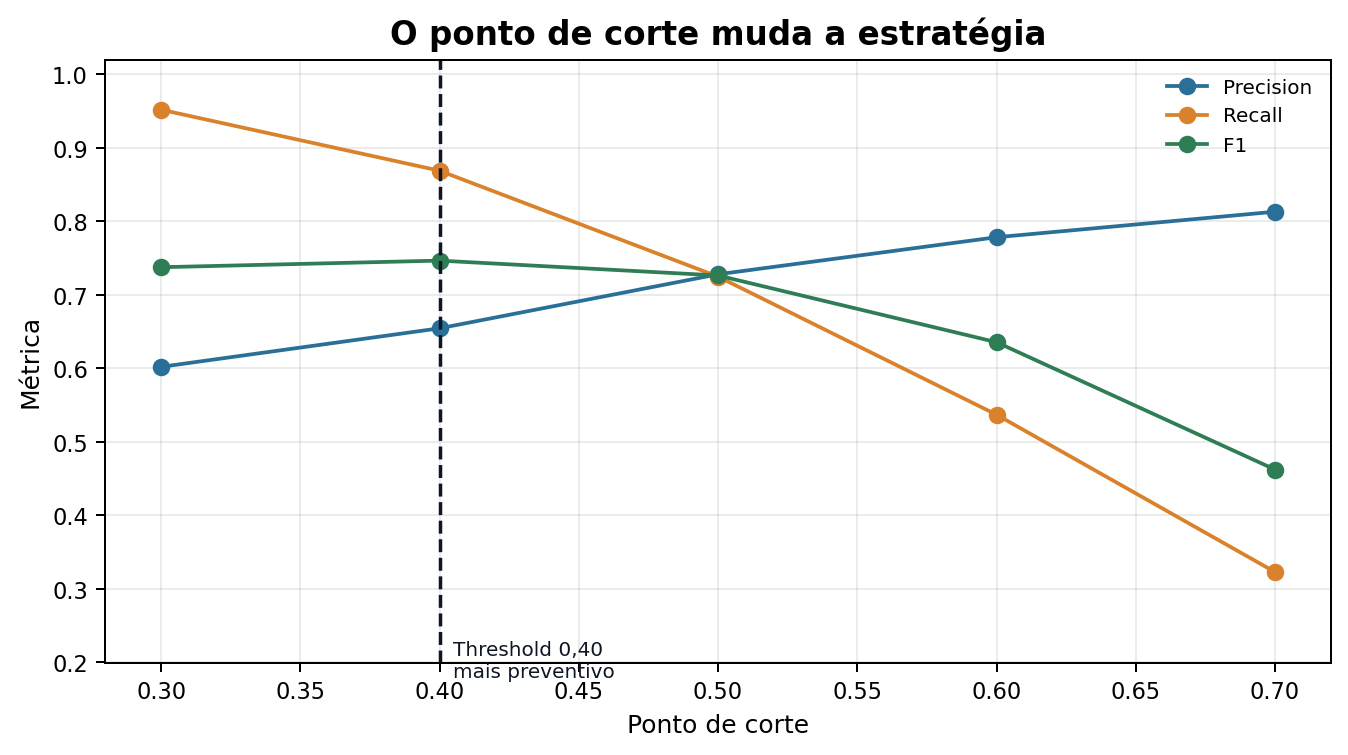 O ponto de corte muda a estratégia
Precision
Recall
F1
Métrica
1.0
0.9
0.8
0.7
0.6
0.5
0.4
0.3
0.2
Threshold 0,40
mais preventivo
0.30 0.35 0.40 0.45 0.50 0.55 0.60 0.65 0.70
Ponto de corte